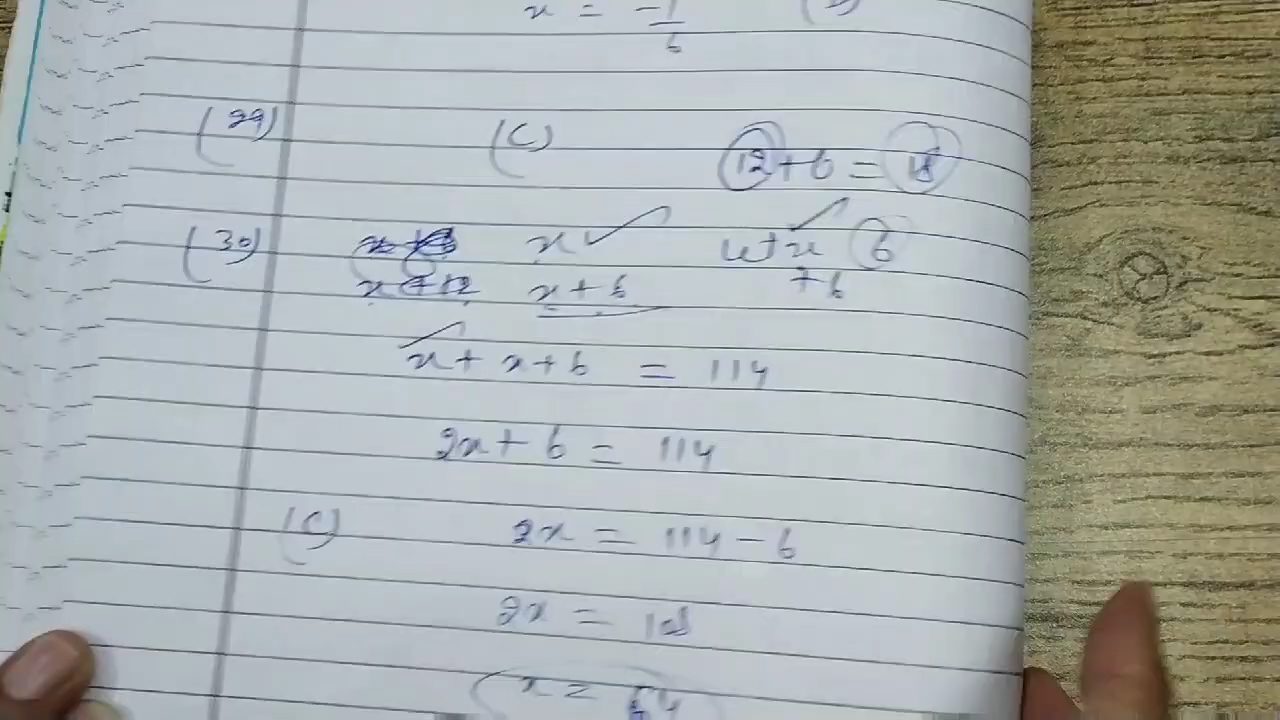 x = -1/6
(29) (C) 12 + 6 = 18
(30) x x + x 6
x + 12 x + 6 + 6
x + x + 6 = 114
2x + 6 = 114
(C) 2x = 114 - 6
2x = 108
x = 54